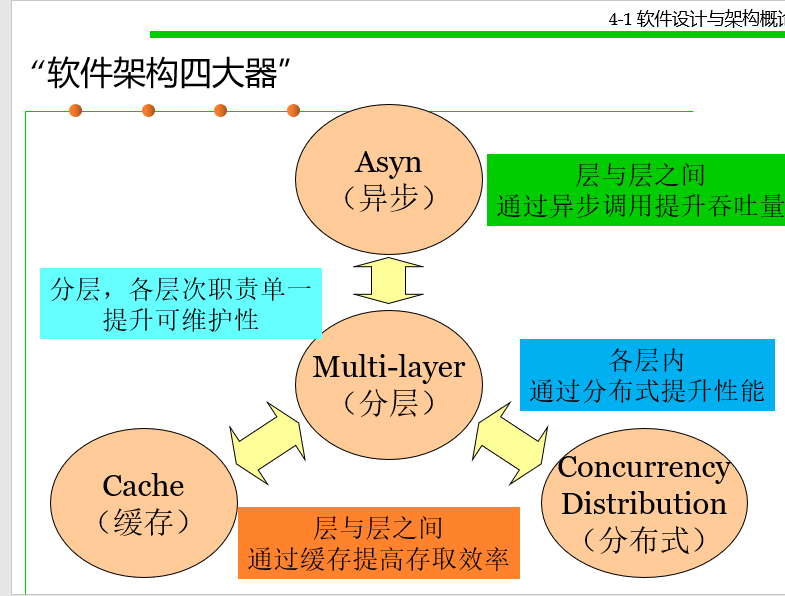 4-1 软件设计与架构概论
“软件架构四大器”
Asyn
（异步）
层与层之间
通过异步调用提升吞吐量
分层，各层次职责单一
提升可维护性
Multi-layer
（分层）
各层内
通过分布式提升性能
Cache
（缓存）
层与层之间
通过缓存提高存取效率
Concurrency
Distribution
（分布式）